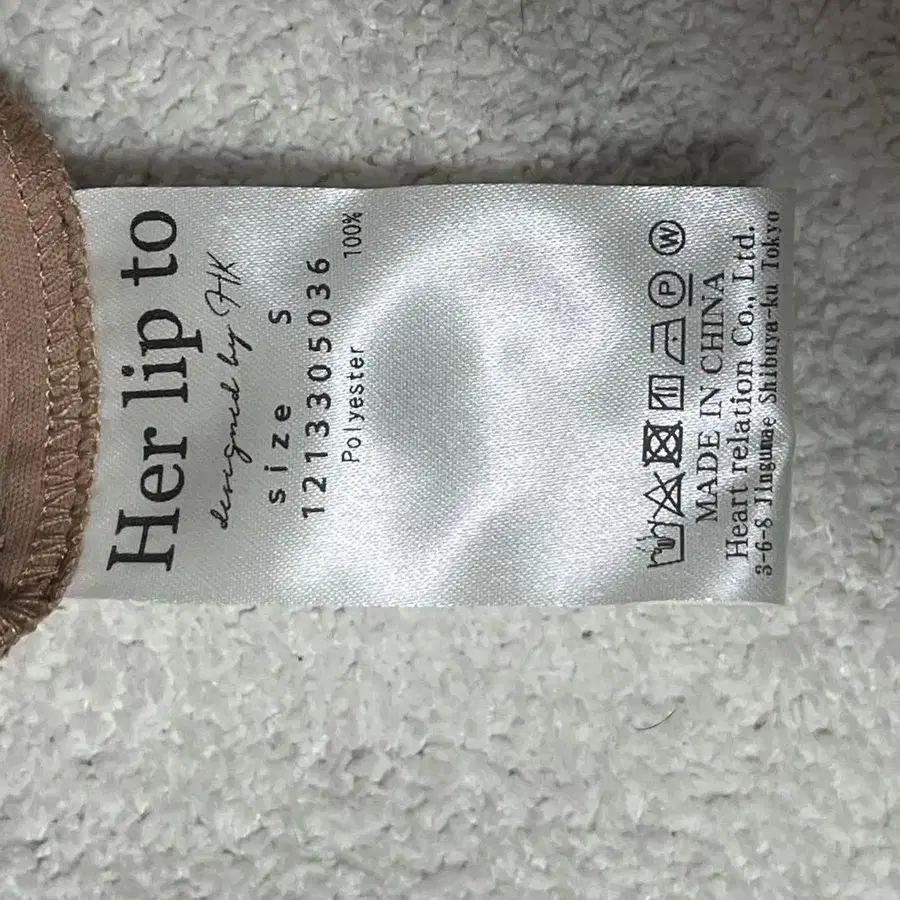 Her lip to
designed by HK
size S
1213305036
Polyester 100%
P W
MADE IN CHINA
Heart relation Co., Ltd.
3-6-8 Jingumae Shibuya-ku Tokyo